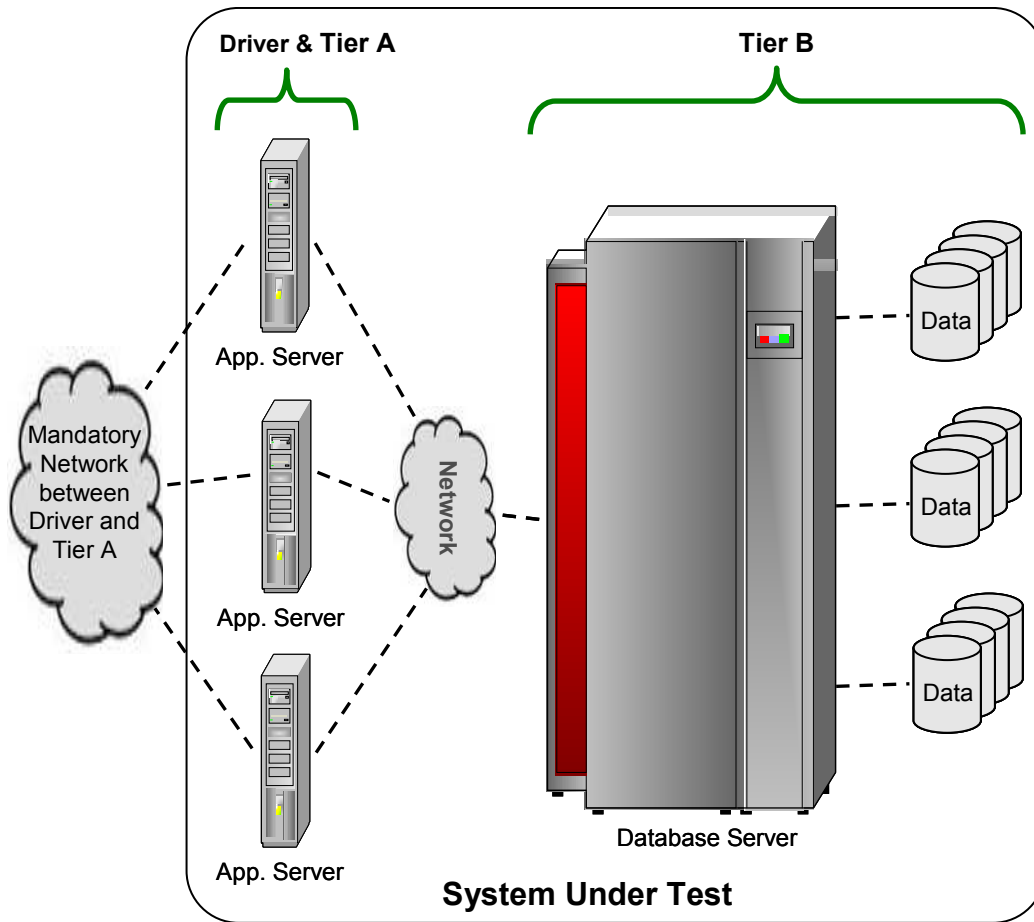 Driver & Tier A
Tier B
App. Server
Mandatory
Network
between
Driver and
Tier A
App. Server
App. Server
Network
Data
Data
Data
Database Server
System Under Test